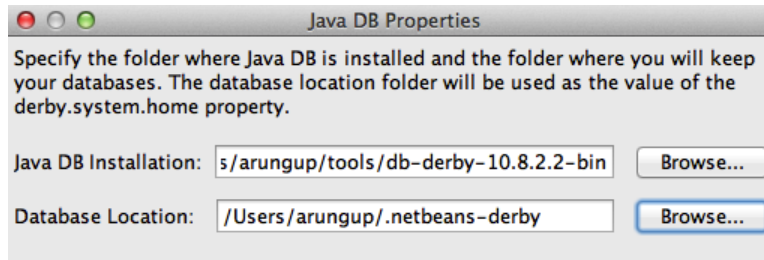 Java DB Properties
Specify the folder where Java DB is installed and the folder where you will keep
your databases. The database location folder will be used as the value of the
derby.system.home property.
Java DB Installation: s/arungup/tools/db-derby-10.8.2.2-bin Browse...
Database Location: /Users/arungup/.netbeans-derby Browse...